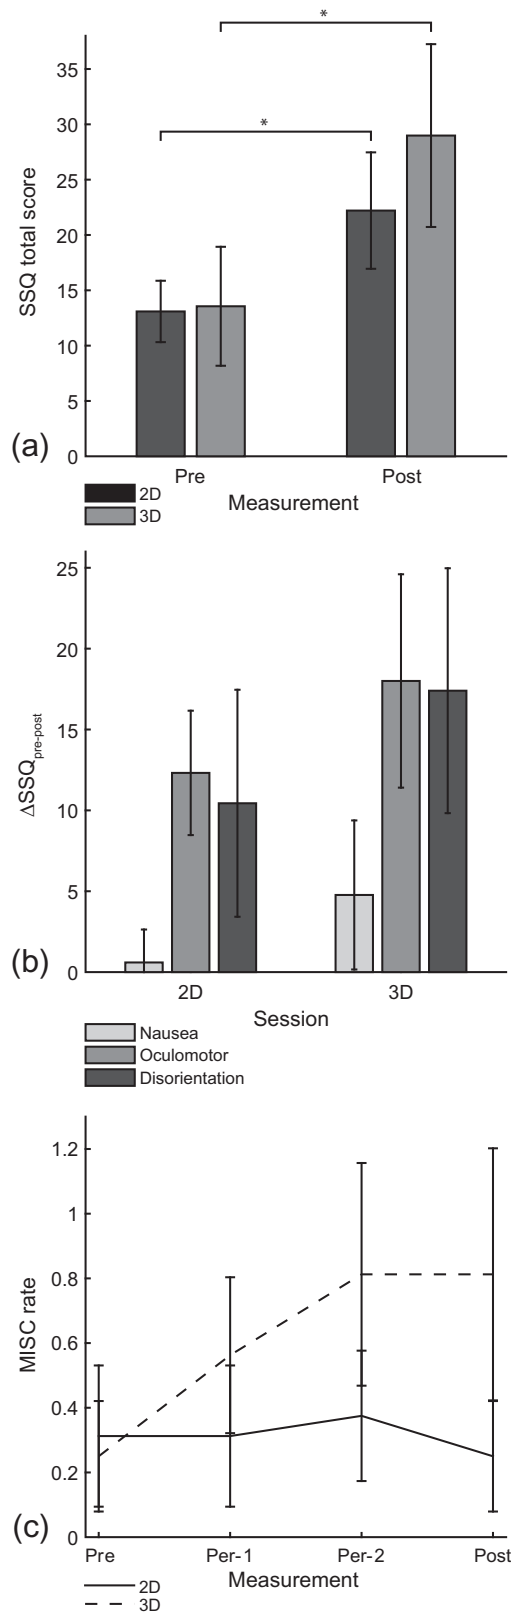 *
*
35
30
25
20
15
10
5
0
SSQ total score
(a)
Pre Post
Measurement
2D
3D
25
20
15
10
5
0
ΔSSQpre-post
(b)
2D 3D
Session
Nausea
Oculomotor
Disorientation
1.2
1
0.8
0.6
0.4
0.2
0
MISC rate
(c)
Pre Per-1 Per-2 Post
Measurement
2D
3D